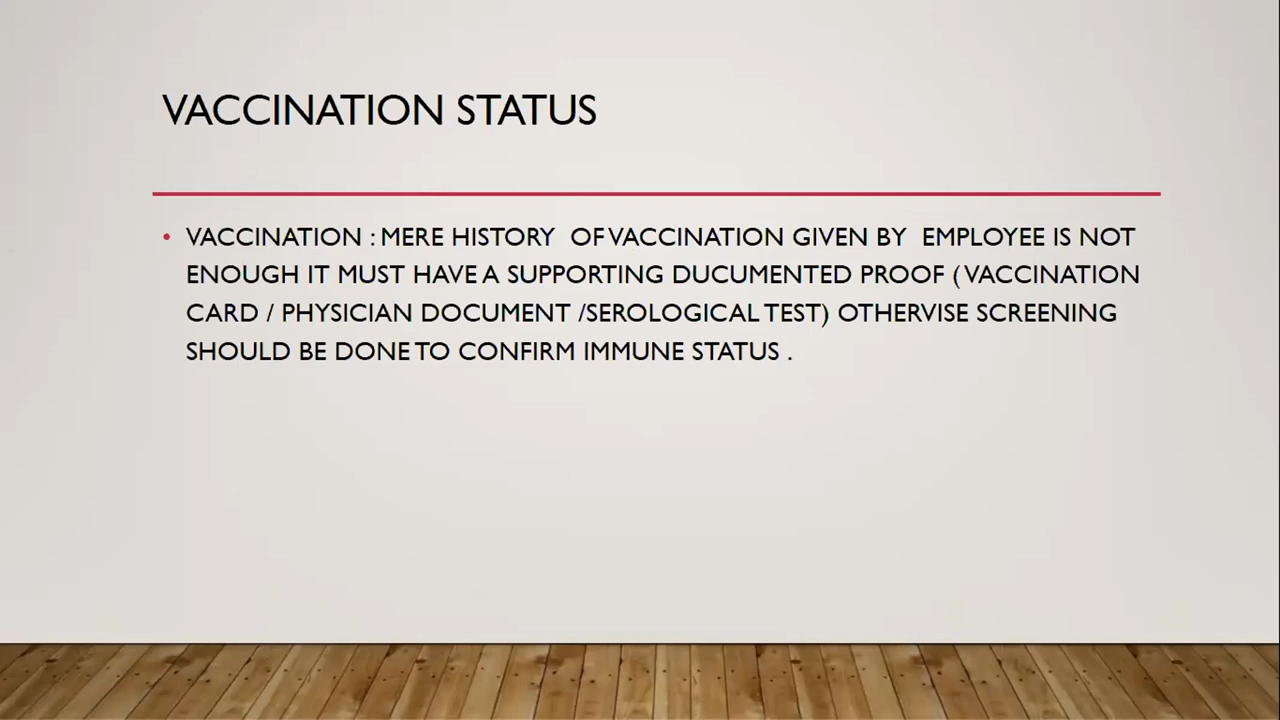 VACCINATION STATUS
• VACCINATION : MERE HISTORY OF VACCINATION GIVEN BY EMPLOYEE IS NOT
ENOUGH IT MUST HAVE A SUPPORTING DUCUMENTED PROOF ( VACCINATION
CARD / PHYSICIAN DOCUMENT /SEROLOGICAL TEST) OTHERVISE SCREENING
SHOULD BE DONE TO CONFIRM IMMUNE STATUS .